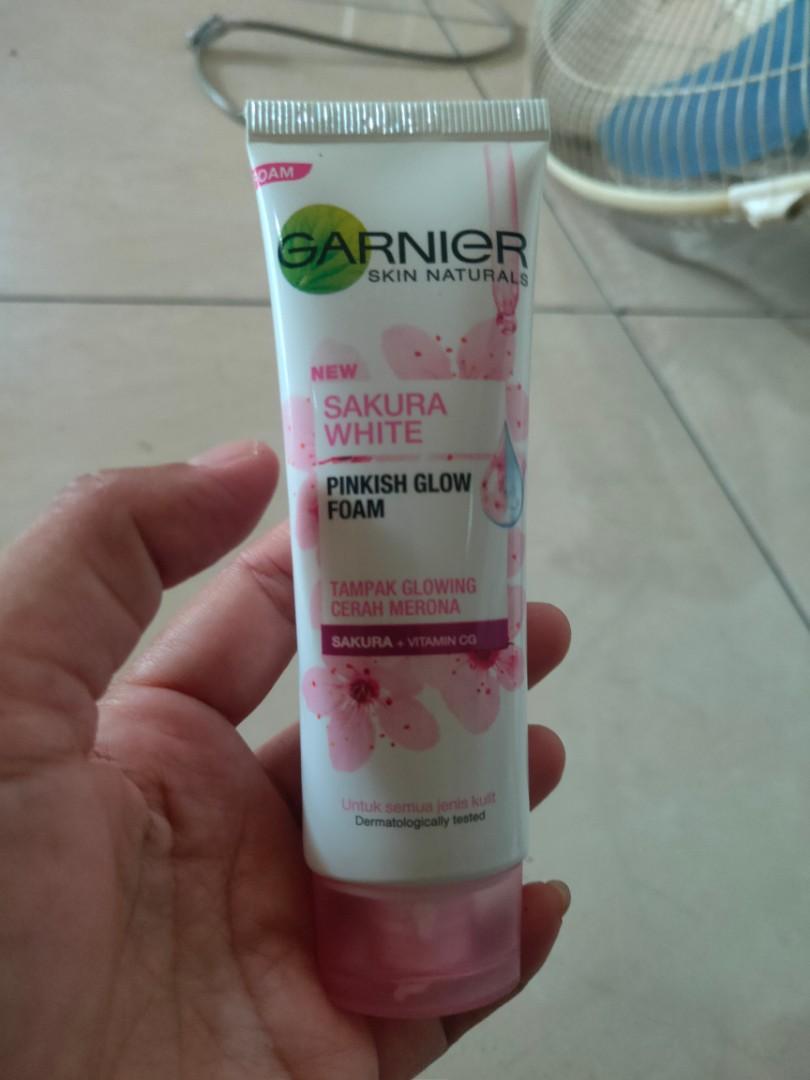 FOAM
GARNIER
SKIN NATURALS
NEW
SAKURA
WHITE
PINKISH GLOW
FOAM
TAMPAK GLOWING
CERAH MERONA
SAKURA + VITAMIN CG
Untuk semua jenis kulit
Dermatologically tested